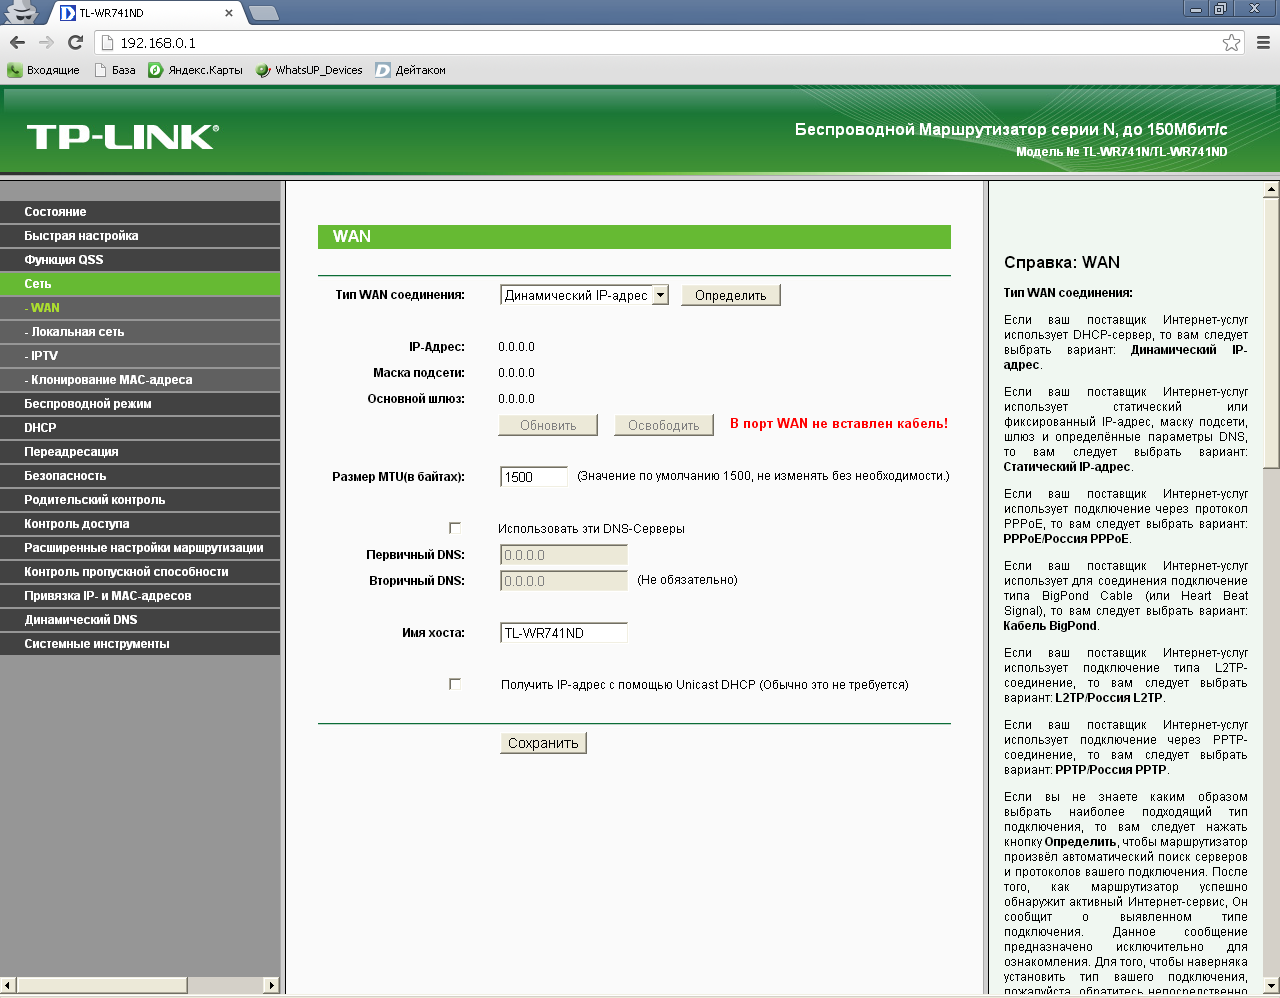 TL-WR741ND
192.168.0.1
Входящие
База
Яндекс.Карты
WhatsUP_Devices
Дейтаком
TP-LINK®
Беспроводной Маршрутизатор серии N, до 150Мбит/с
Модель № TL-WR741N/TL-WR741ND
Состояние
Быстрая настройка
Функция QSS
Сеть
- WAN
- Локальная сеть
- IPTV
- Клонирование MAC-адреса
Беспроводной режим
DHCP
Переадресация
Безопасность
Родительский контроль
Контроль доступа
Расширенные настройки маршрутизации
Контроль пропускной способности
Привязка IP- и MAC-адресов
Динамический DNS
Системные инструменты
WAN
Тип WAN соединения: Динамический IP-адрес Определить
IP-Адрес: 0.0.0.0
Маска подсети: 0.0.0.0
Основной шлюз: 0.0.0.0
Обновить Освободить В порт WAN не вставлен кабель!
Размер MTU(в байтах): 1500 (Значение по умолчанию 1500, не изменять без необходимости.)
Использовать эти DNS-Серверы
Первичный DNS: 0.0.0.0
Вторичный DNS: 0.0.0.0 (Не обязательно)
Имя хоста: TL-WR741ND
Получить IP-адрес с помощью Unicast DHCP (Обычно это не требуется)
Сохранить
Справка: WAN
Тип WAN соединения:
Если ваш поставщик Интернет-услуг
использует DHCP-сервер, то вам следует
выбрать вариант: Динамический IP-
адрес.
Если ваш поставщик Интернет-услуг
использует статический или
фиксированный IP-адрес, маску подсети,
шлюз и определённые параметры DNS,
то вам следует выбрать вариант:
Статический IP-адрес.
Если ваш поставщик Интернет-услуг
использует подключение через протокол
PPPoE, то вам следует выбрать вариант:
PPPoE/Россия PPPoE.
Если ваш поставщик Интернет-услуг
использует для соединения подключение
типа BigPond Cable (или Heart Beat
Signal), то вам следует выбрать вариант:
Кабель BigPond.
Если ваш поставщик Интернет-услуг
использует подключение типа L2TP-
соединение, то вам следует выбрать
вариант: L2TP/Россия L2TP.
Если ваш поставщик Интернет-услуг
использует подключение через PPTP-
соединение, то вам следует выбрать
вариант: PPTP/Россия PPTP.
Если вы не знаете каким образом
выбрать наиболее подходящий тип
подключения, то вам следует нажать
кнопку Определить, чтобы маршрутизатор
произвёл автоматический поиск серверов
и протоколов вашего подключения. После
того, как маршрутизатор успешно
обнаружит активный Интернет-сервис, Он
сообщит о выявленном типе
подключения. Данное сообщение
предназначено исключительно для
ознакомления. Для того, чтобы наверняка
установить тип вашего подключения,
пожалуйста, обратитесь непосредственно